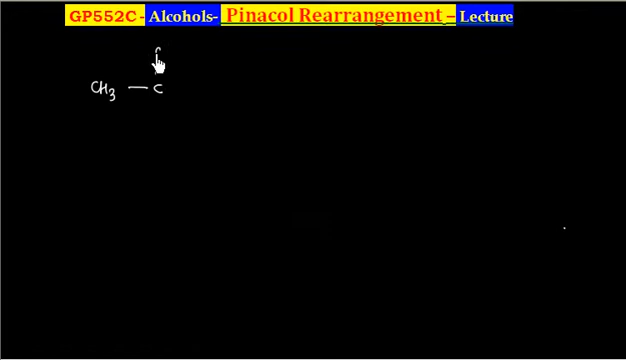 GP552C - Alcohols- Pinacol Rearrangement – Lecture
CH3 — C